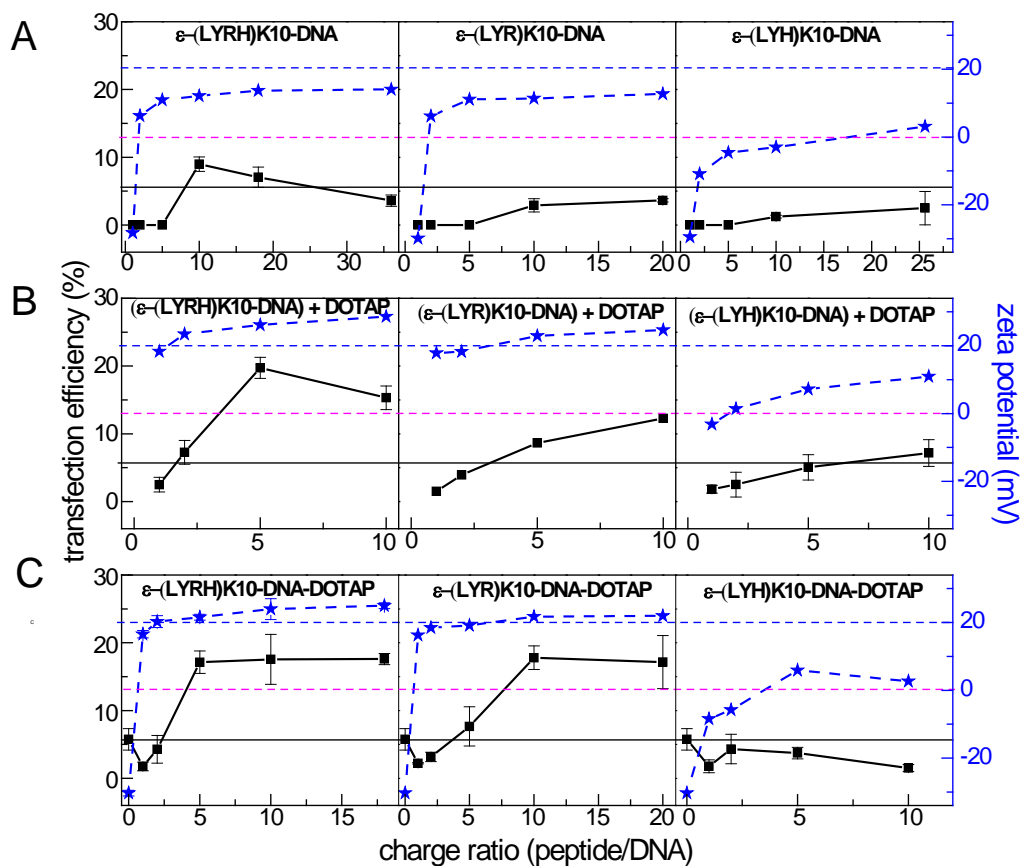 A
ε-(LYRH)K10-DNA
ε-(LYR)K10-DNA
ε-(LYH)K10-DNA
30
20
10
0
20
0
-20
0 10 20 30
0 5 10 15 20
0 5 10 15 20 25
B
(ε-(LYRH)K10-DNA) + DOTAP
(ε-(LYR)K10-DNA) + DOTAP
(ε-(LYH)K10-DNA) + DOTAP
30
20
10
0
20
0
-20
0 5 10
0 5 10
0 5 10
C
ε-(LYRH)K10-DNA-DOTAP
ε-(LYR)K10-DNA-DOTAP
ε-(LYH)K10-DNA-DOTAP
c
30
20
10
0
20
0
-20
0 5 10 15
0 5 10 15 20
0 5 10
transfection efficiency (%)
zeta potential (mV)
charge ratio (peptide/DNA)